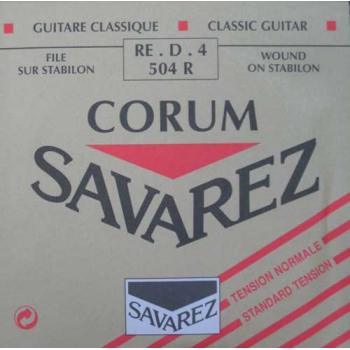 GUITARE CLASSIQUE CLASSIC GUITAR
FILE
SUR STABILON
RE . D . 4
504 R
WOUND
ON STABILON
CORUM
SAVAREZ
TENSION NORMALE
STANDARD TENSION
SAVAREZ